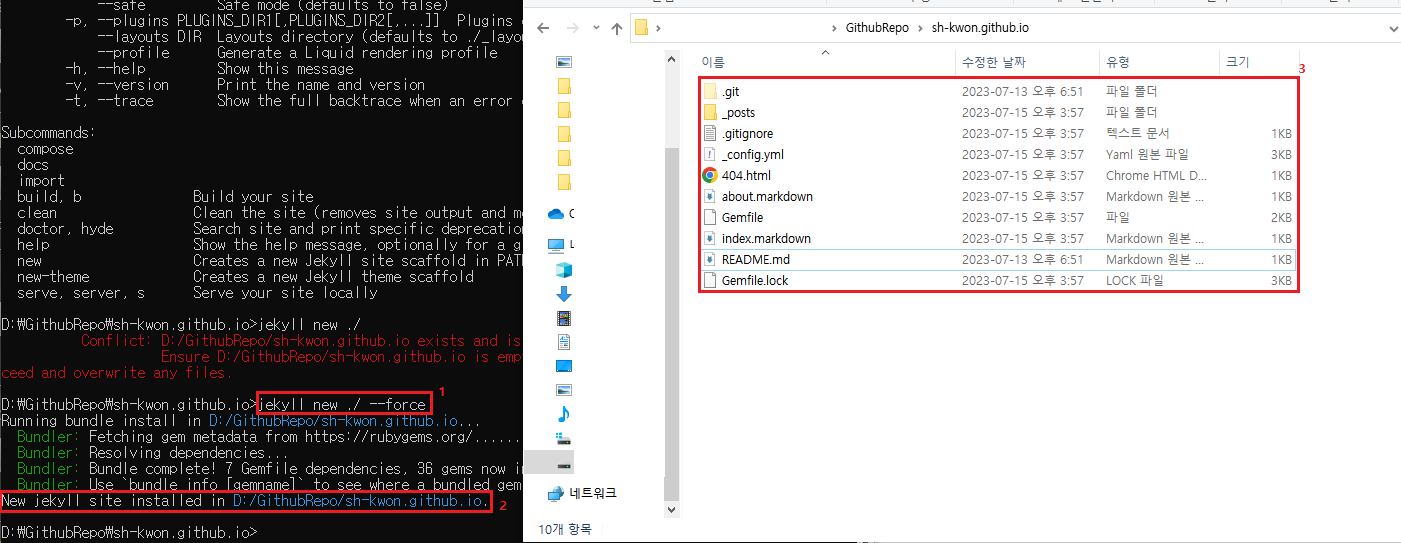 --safe Safe mode (defaults to false)
-p, --plugins PLUGINS_DIR1[,PLUGINS_DIR2[,...]] Plugins
--layouts DIR Layouts directory (defaults to ./_layou
--profile Generate a Liquid rendering profile
-h, --help Show this message
-v, --version Print the name and version
-t, --trace Show the full backtrace when an error
Subcommands:
compose
docs
import
build, b Build your site
clean Clean the site (removes site output and
doctor, hyde Search site and print specific deprecation
help Show the help message, optionally for a
new Creates a new Jekyll site scaffold in PATH
new-theme Creates a new Jekyll theme scaffold
serve, server, s Serve your site locally
D:₩GithubRepo₩sh-kwon.github.io>jekyll new ./
Conflict: D:/GithubRepo/sh-kwon.github.io exists and is
Ensure D:/GithubRepo/sh-kwon.github.io is emp
ceed and overwrite any files.
1
D:₩GithubRepo₩sh-kwon.github.io>jekyll new ./ --force
Running bundle install in D:/GithubRepo/sh-kwon.github.io...
Bundler: Fetching gem metadata from https://rubygems.org/.......
Bundler: Resolving dependencies...
Bundler: Bundle complete! 7 Gemfile dependencies, 36 gems now in
Bundler: Use `bundle info [gemname]` to see where a bundled gem
New jekyll site installed in D:/GithubRepo/sh-kwon.github.io.
2
D:₩GithubRepo₩sh-kwon.github.io>
GithubRepo > sh-kwon.github.io
이름 수정한 날짜 유형 크기
3
.git 2023-07-13 오후 6:51 파일 폴더
_posts 2023-07-15 오후 3:57 파일 폴더
.gitignore 2023-07-15 오후 3:57 텍스트 문서 1KB
_config.yml 2023-07-15 오후 3:57 Yaml 원본 파일 3KB
404.html 2023-07-15 오후 3:57 Chrome HTML D... 1KB
about.markdown 2023-07-15 오후 3:57 Markdown 원본 ... 1KB
Gemfile 2023-07-15 오후 3:57 파일 2KB
index.markdown 2023-07-15 오후 3:57 Markdown 원본 ... 1KB
README.md 2023-07-13 오후 6:51 Markdown 원본 ... 1KB
Gemfile.lock 2023-07-15 오후 3:57 LOCK 파일 3KB
네트워크
10개 항목